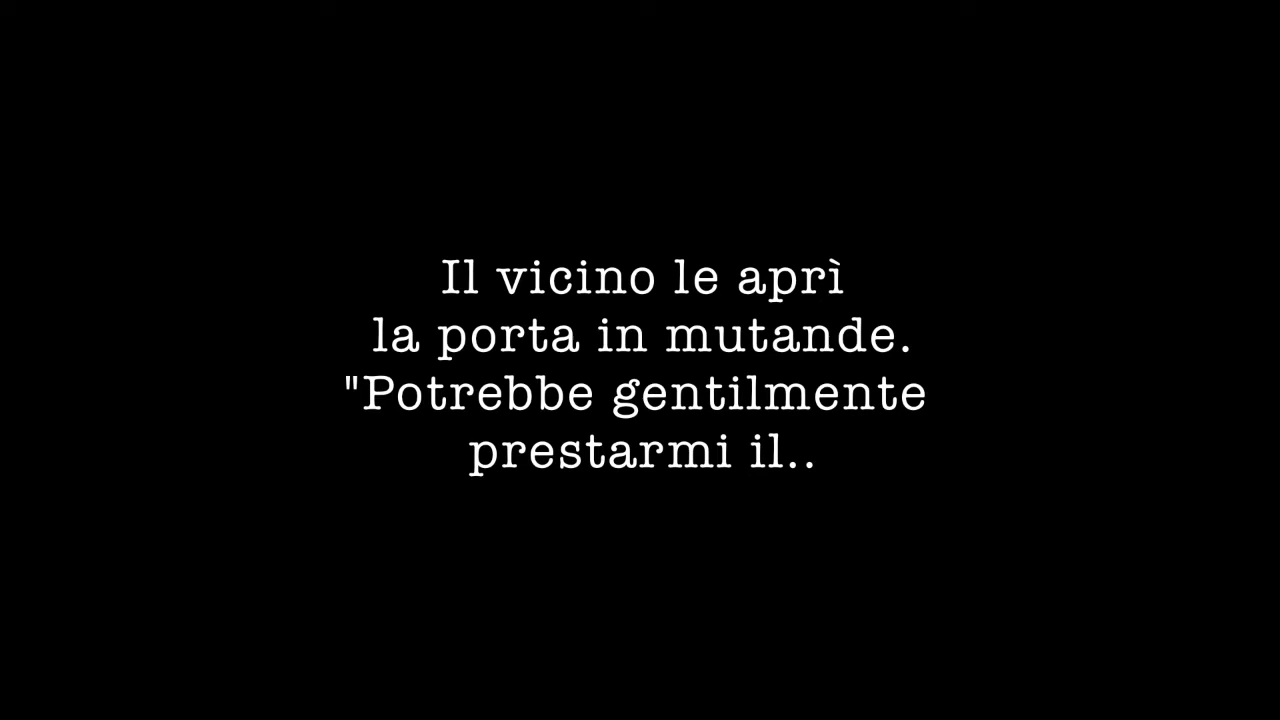 Il vicino le aprì
la porta in mutande.
"Potrebbe gentilmente
prestarmi il..